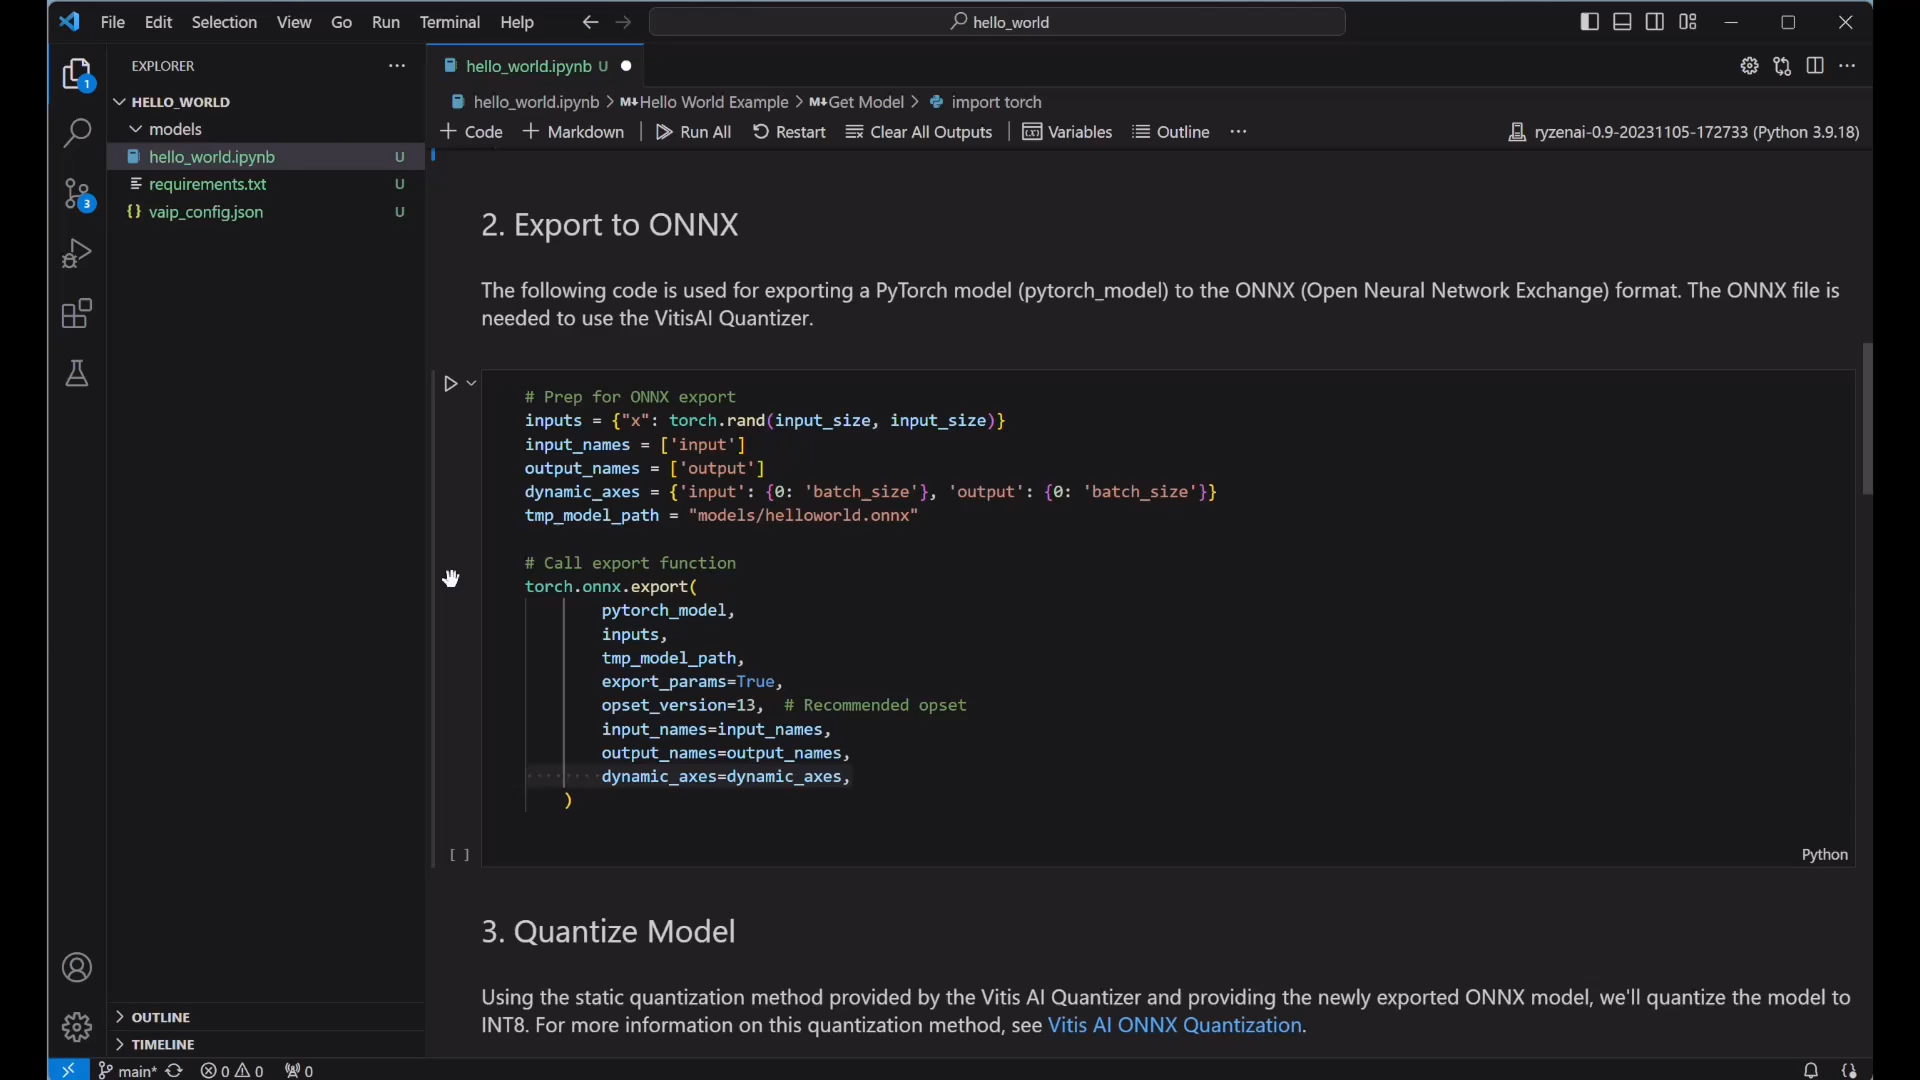 File Edit Selection View Go Run Terminal Help
hello_world
EXPLORER
hello_world.ipynb U
1
HELLO_WORLD
hello_world.ipynb > M↓Hello World Example > M↓Get Model > import torch
models
+ Code + Markdown Run All Restart Clear All Outputs Variables Outline ...
ryzenai-0.9-20231105-172733 (Python 3.9.18)
hello_world.ipynb U
requirements.txt U
3
vaip_config.json U
2. Export to ONNX
The following code is used for exporting a PyTorch model (pytorch_model) to the ONNX (Open Neural Network Exchange) format. The ONNX file is
needed to use the VitisAI Quantizer.
# Prep for ONNX export
inputs = {"x": torch.rand(input_size, input_size)}
input_names = ['input']
output_names = ['output']
dynamic_axes = {'input': {0: 'batch_size'}, 'output': {0: 'batch_size'}}
tmp_model_path = "models/helloworld.onnx"
# Call export function
torch.onnx.export(
pytorch_model,
inputs,
tmp_model_path,
export_params=True,
opset_version=13, # Recommended opset
input_names=input_names,
output_names=output_names,
dynamic_axes=dynamic_axes,
)
[ ]
Python
3. Quantize Model
Using the static quantization method provided by the Vitis AI Quantizer and providing the newly exported ONNX model, we'll quantize the model to
INT8. For more information on this quantization method, see Vitis AI ONNX Quantization.
OUTLINE
TIMELINE
main* 0 0 0